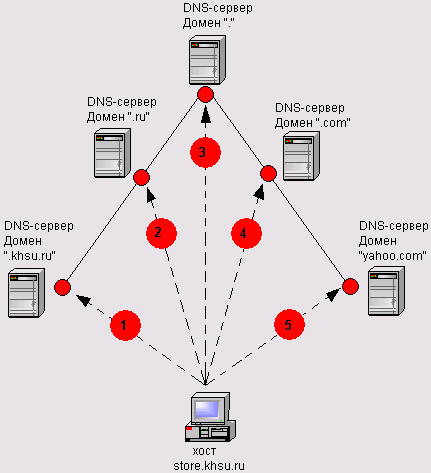 DNS-сервер
Домен "."
DNS-сервер
Домен ".ru"
DNS-сервер
Домен ".com"
3
2
4
DNS-сервер
Домен
".khsu.ru"
DNS-сервер
Домен
"yahoo.com"
1
5
хост
store.khsu.ru